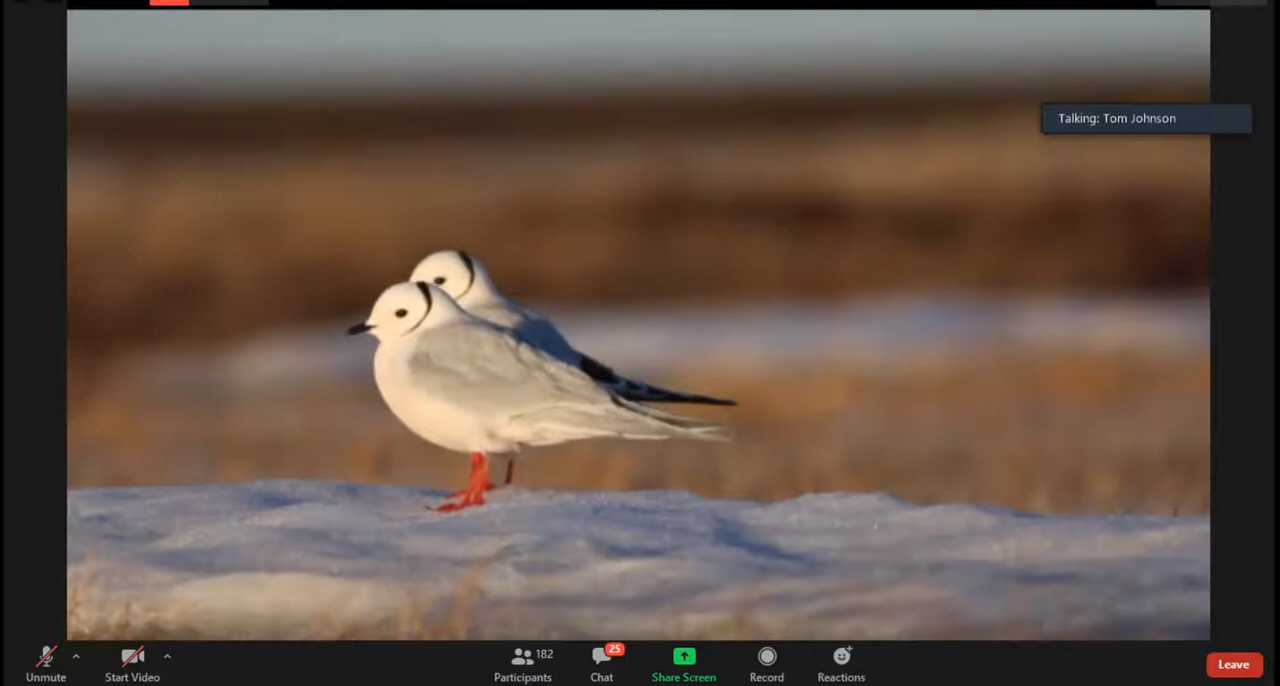 Talking: Tom Johnson
182
25
Unmute
Start Video
Participants
Chat
Share Screen
Record
Reactions
Leave